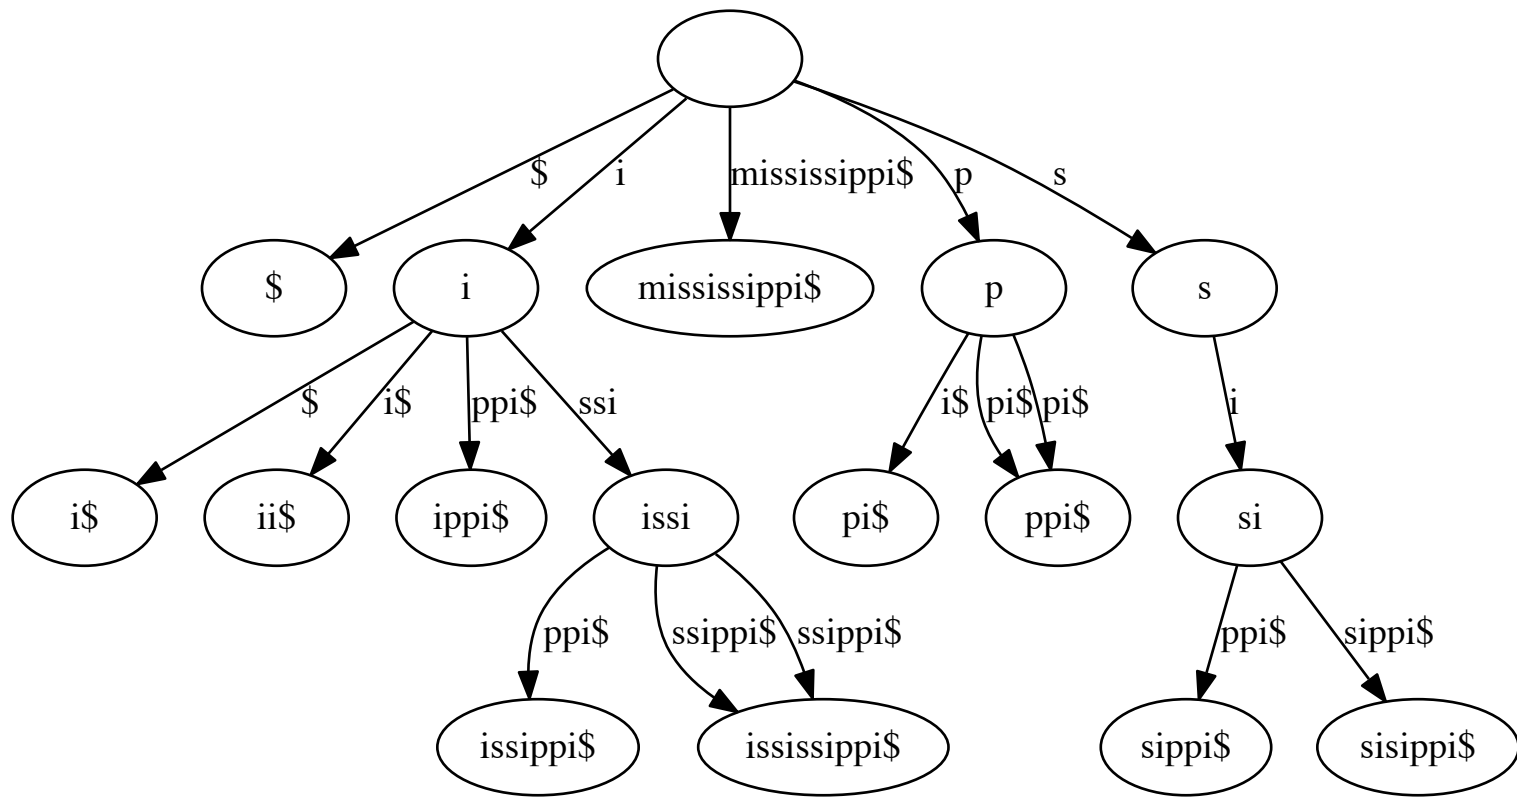 $ i mississippi$ p s
$ i mississippi$ p s
$ i$ ppi$ ssi i$ pi$ pi$ i
i$ ii$ ippi$ issi pi$ ppi$ si
ppi$ ssippi$ ssippi$ ppi$ sippi$
issippi$ ississippi$ sippi$ sisippi$